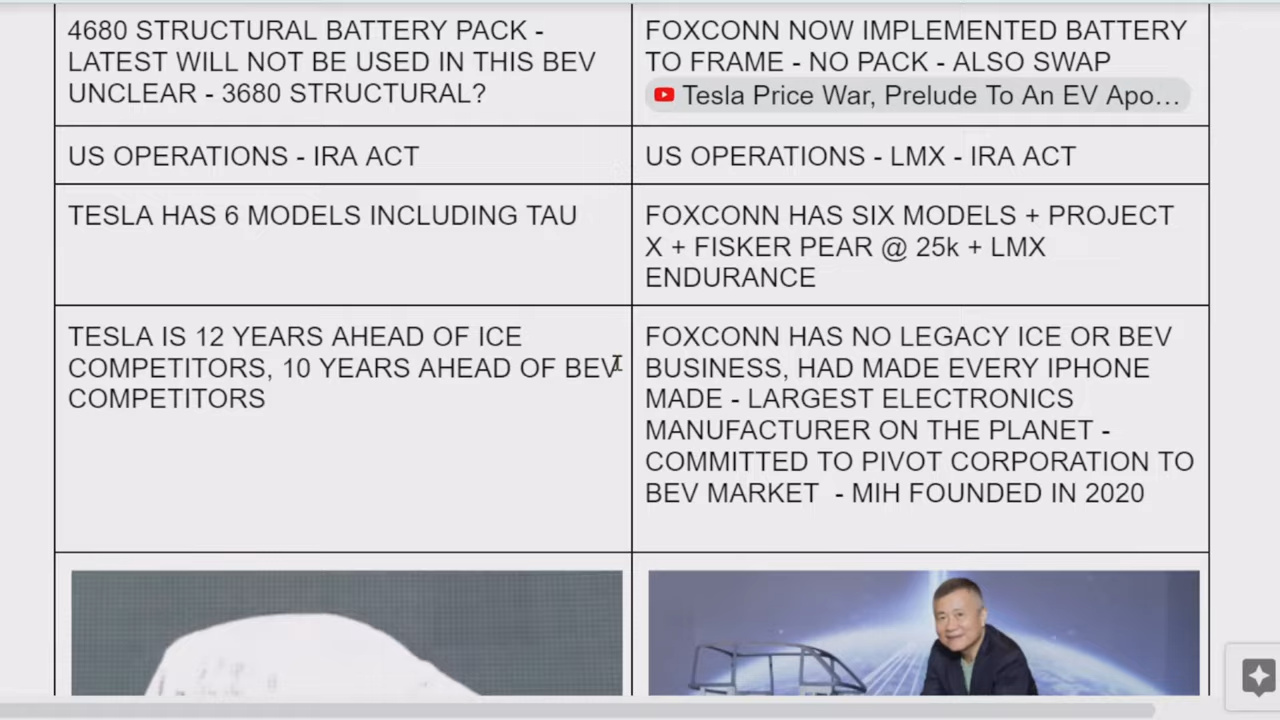 4680 STRUCTURAL BATTERY PACK -
LATEST WILL NOT BE USED IN THIS BEV
UNCLEAR - 3680 STRUCTURAL?
FOXCONN NOW IMPLEMENTED BATTERY
TO FRAME - NO PACK - ALSO SWAP
Tesla Price War, Prelude To An EV Apo...
US OPERATIONS - IRA ACT
US OPERATIONS - LMX - IRA ACT
TESLA HAS 6 MODELS INCLUDING TAU
FOXCONN HAS SIX MODELS + PROJECT
X + FISKER PEAR @ 25k + LMX
ENDURANCE
TESLA IS 12 YEARS AHEAD OF ICE
COMPETITORS, 10 YEARS AHEAD OF BEV
COMPETITORS
FOXCONN HAS NO LEGACY ICE OR BEV
BUSINESS, HAD MADE EVERY IPHONE
MADE - LARGEST ELECTRONICS
MANUFACTURER ON THE PLANET -
COMMITTED TO PIVOT CORPORATION TO
BEV MARKET - MIH FOUNDED IN 2020